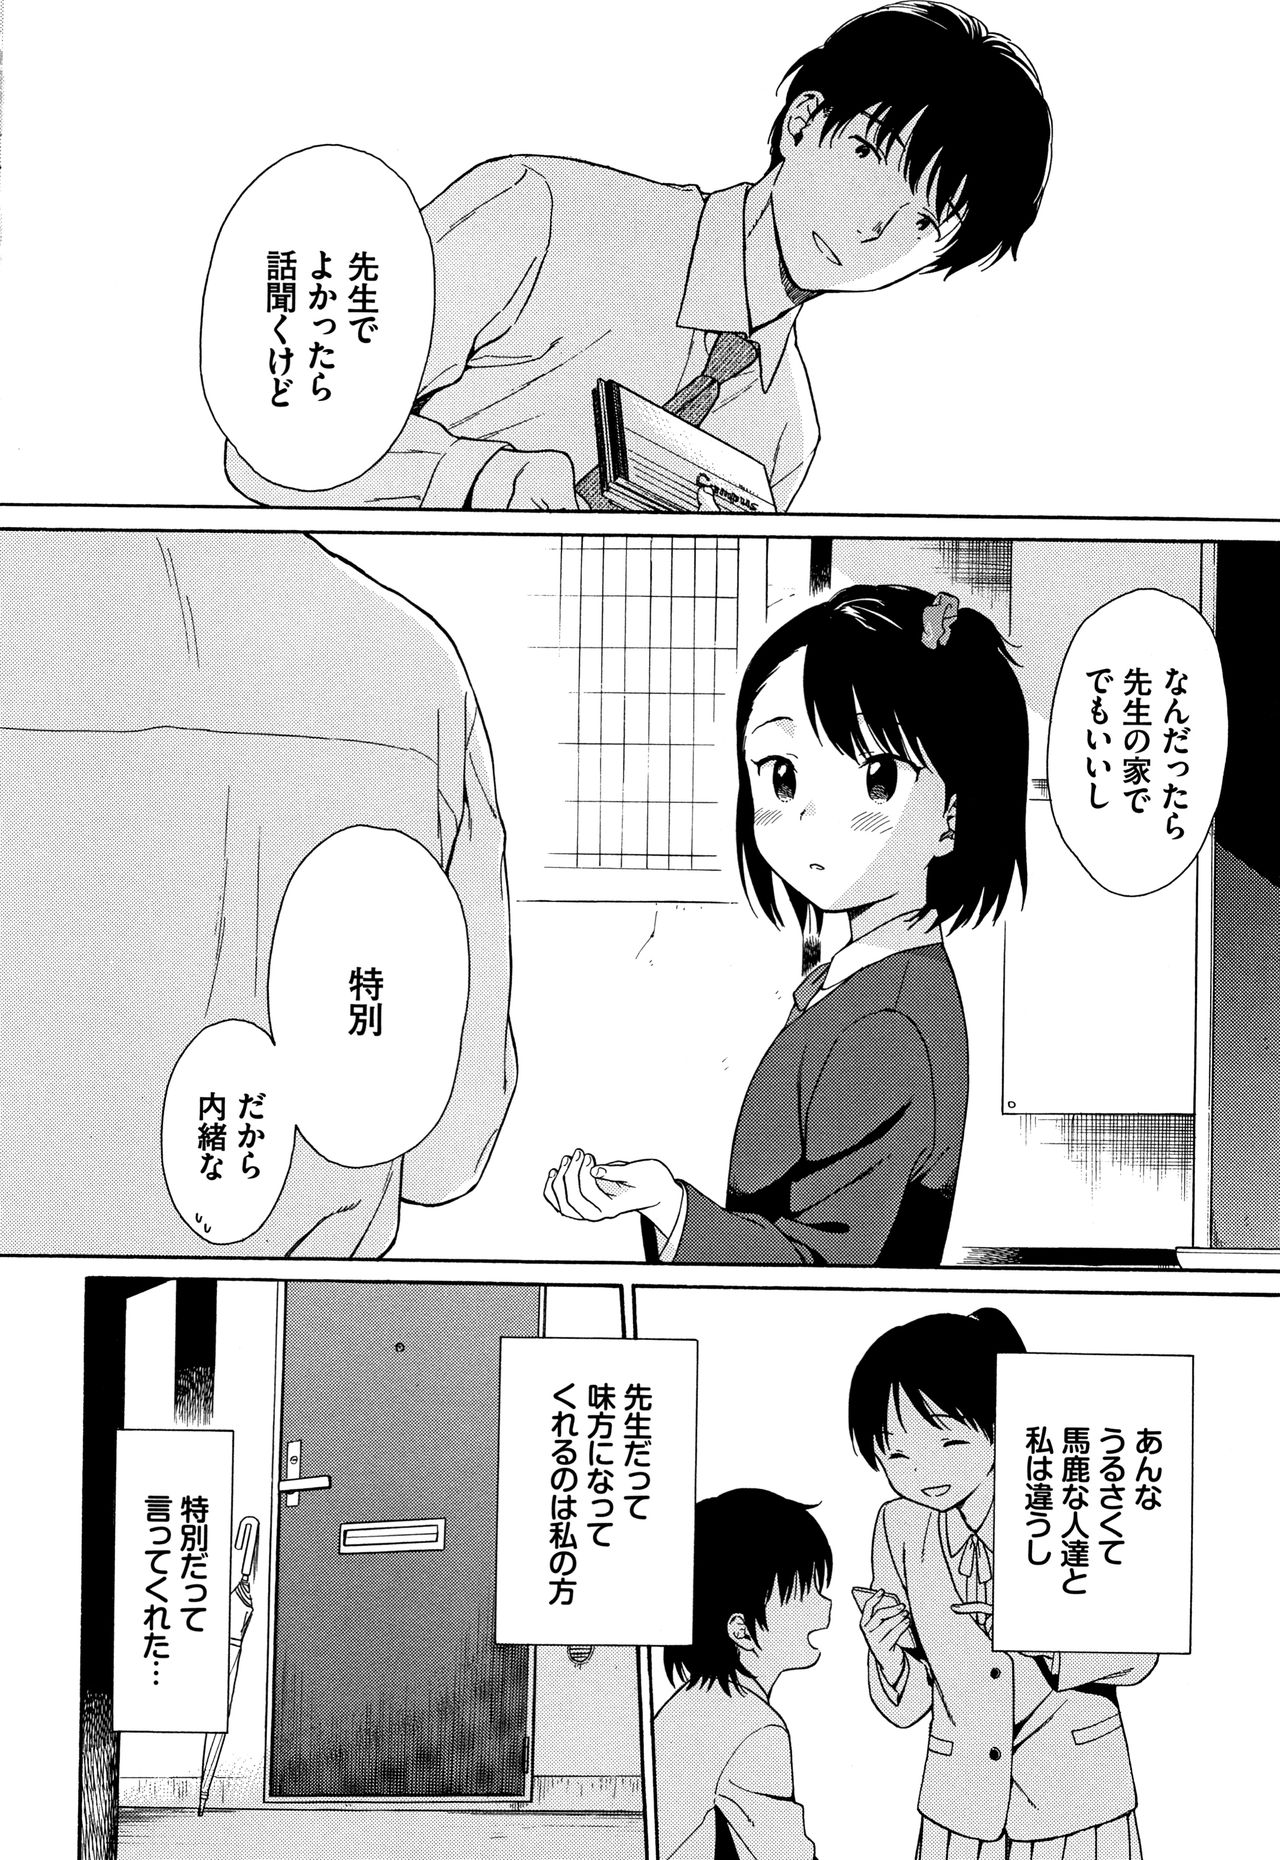 先生で
よかったら
話聞くけど
Campus
なんだったら
先生の家で
でもいいし
特別
だから
内緒な
あんな
うるさくて
馬鹿な人達と
私は違うし
先生だって
味方になって
くれるのは私の方
特別だって
言ってくれた…